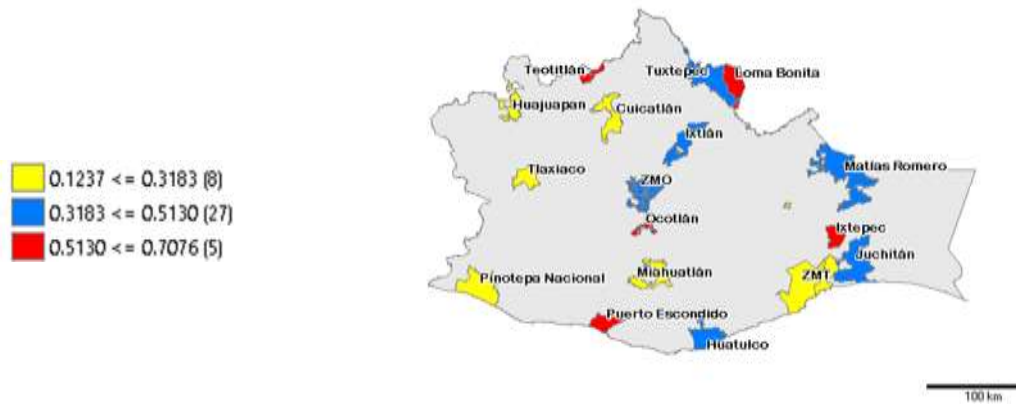 0.1237 <= 0.3183 (8)
0.3183 <= 0.5130 (27)
0.5130 <= 0.7076 (5)
Teotitlán
Tuxtepec
Loma Bonita
Huajuapan
Cuicatlán
Ixtlán
Tlaxiaco
ZMO
Matías Romero
Ocotlán
Ixtepec
Juchitán
Pinotepa Nacional
Miahuatlán
ZMT
Puerto Escondido
Huatulco
100 km